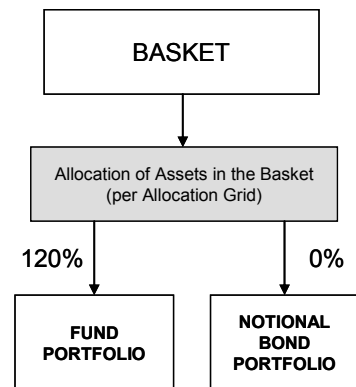 BASKET
Allocation of Assets in the Basket
(per Allocation Grid)
120%
0%
FUND
PORTFOLIO
NOTIONAL
BOND
PORTFOLIO